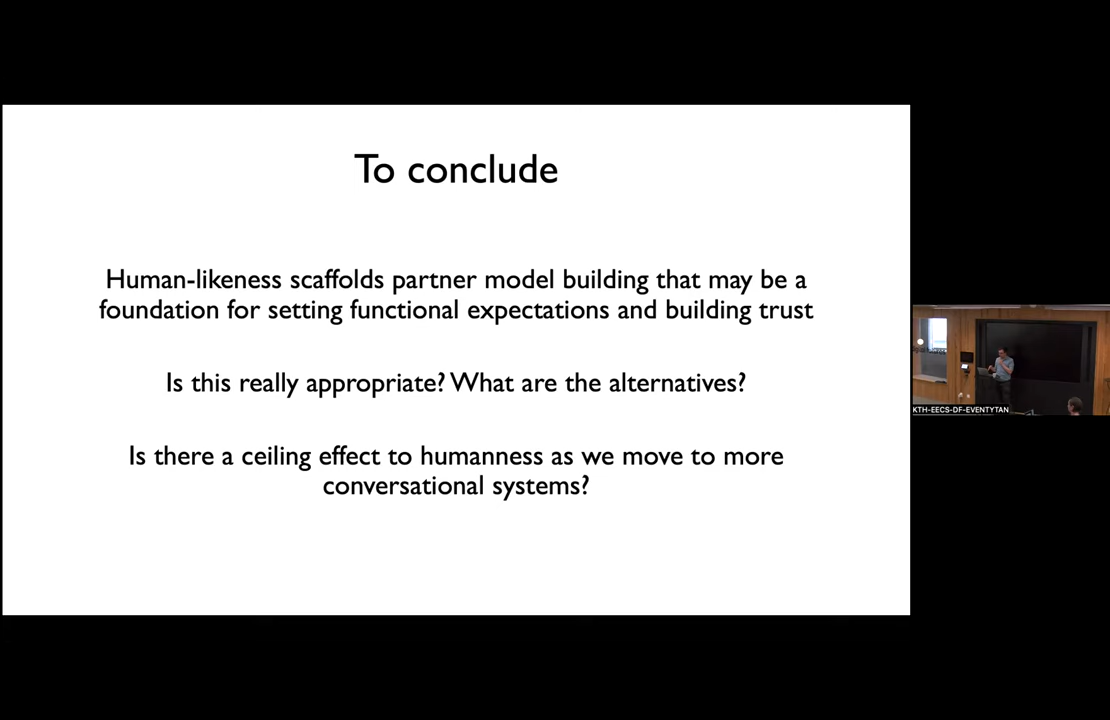 To conclude
Human-likeness scaffolds partner model building that may be a
foundation for setting functional expectations and building trust
Is this really appropriate? What are the alternatives?
Is there a ceiling effect to humanness as we move to more
conversational systems?
KTH-EECS-DF-EVENTYTAN